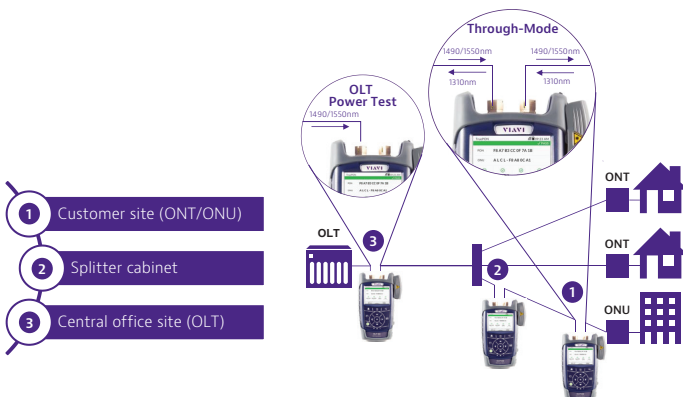 Through-Mode
1490/1550nm
1490/1550nm
1310nm
1310nm
VIAVI
OLT
Power Test
1490/1550nm
VIAVI
1 Customer site (ONT/ONU)
2 Splitter cabinet
3 Central office site (OLT)
OLT
3
2
1
ONT
ONT
ONU